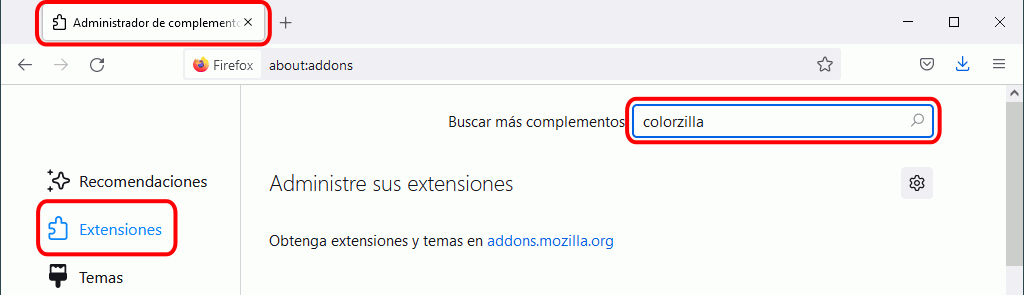 Administrador de complemento
Firefox
about:addons
Buscar más complementos
colorzilla
Recomendaciones
Administre sus extensiones
Extensiones
Obtenga extensiones y temas en addons.mozilla.org
Temas